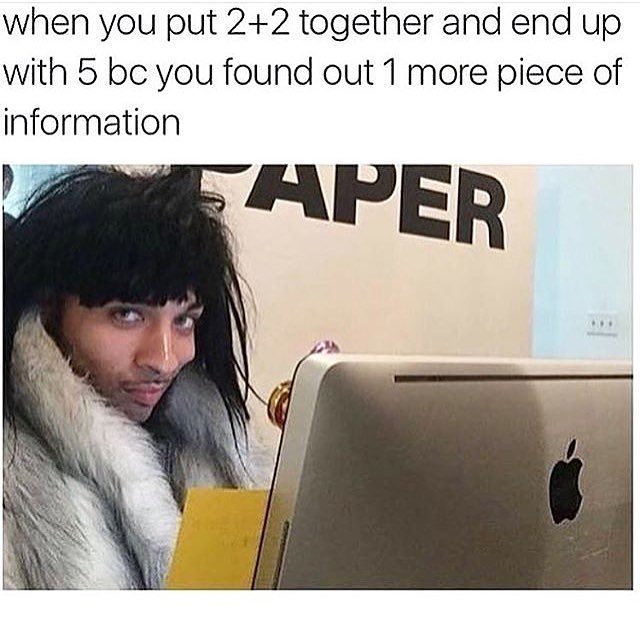 when you put 2+2 together and end up
with 5 bc you found out 1 more piece of
information
APER